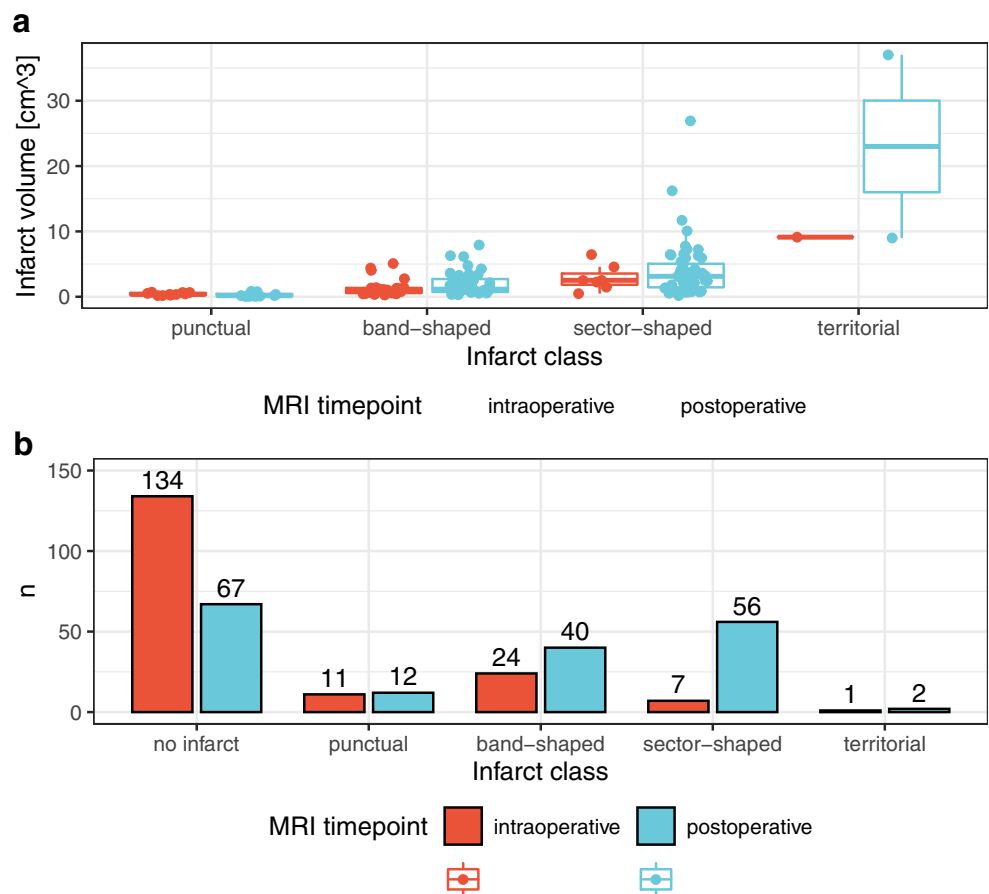 a
Infarct volume [cm^3]
30
20
10
0
punctual band−shaped sector−shaped territorial
Infarct class
MRI timepoint intraoperative postoperative
b
n
150
100
50
0
134 67 11 12 24 40 7 56 1 2
no infarct punctual band−shaped sector−shaped territorial
Infarct class
MRI timepoint intraoperative postoperative